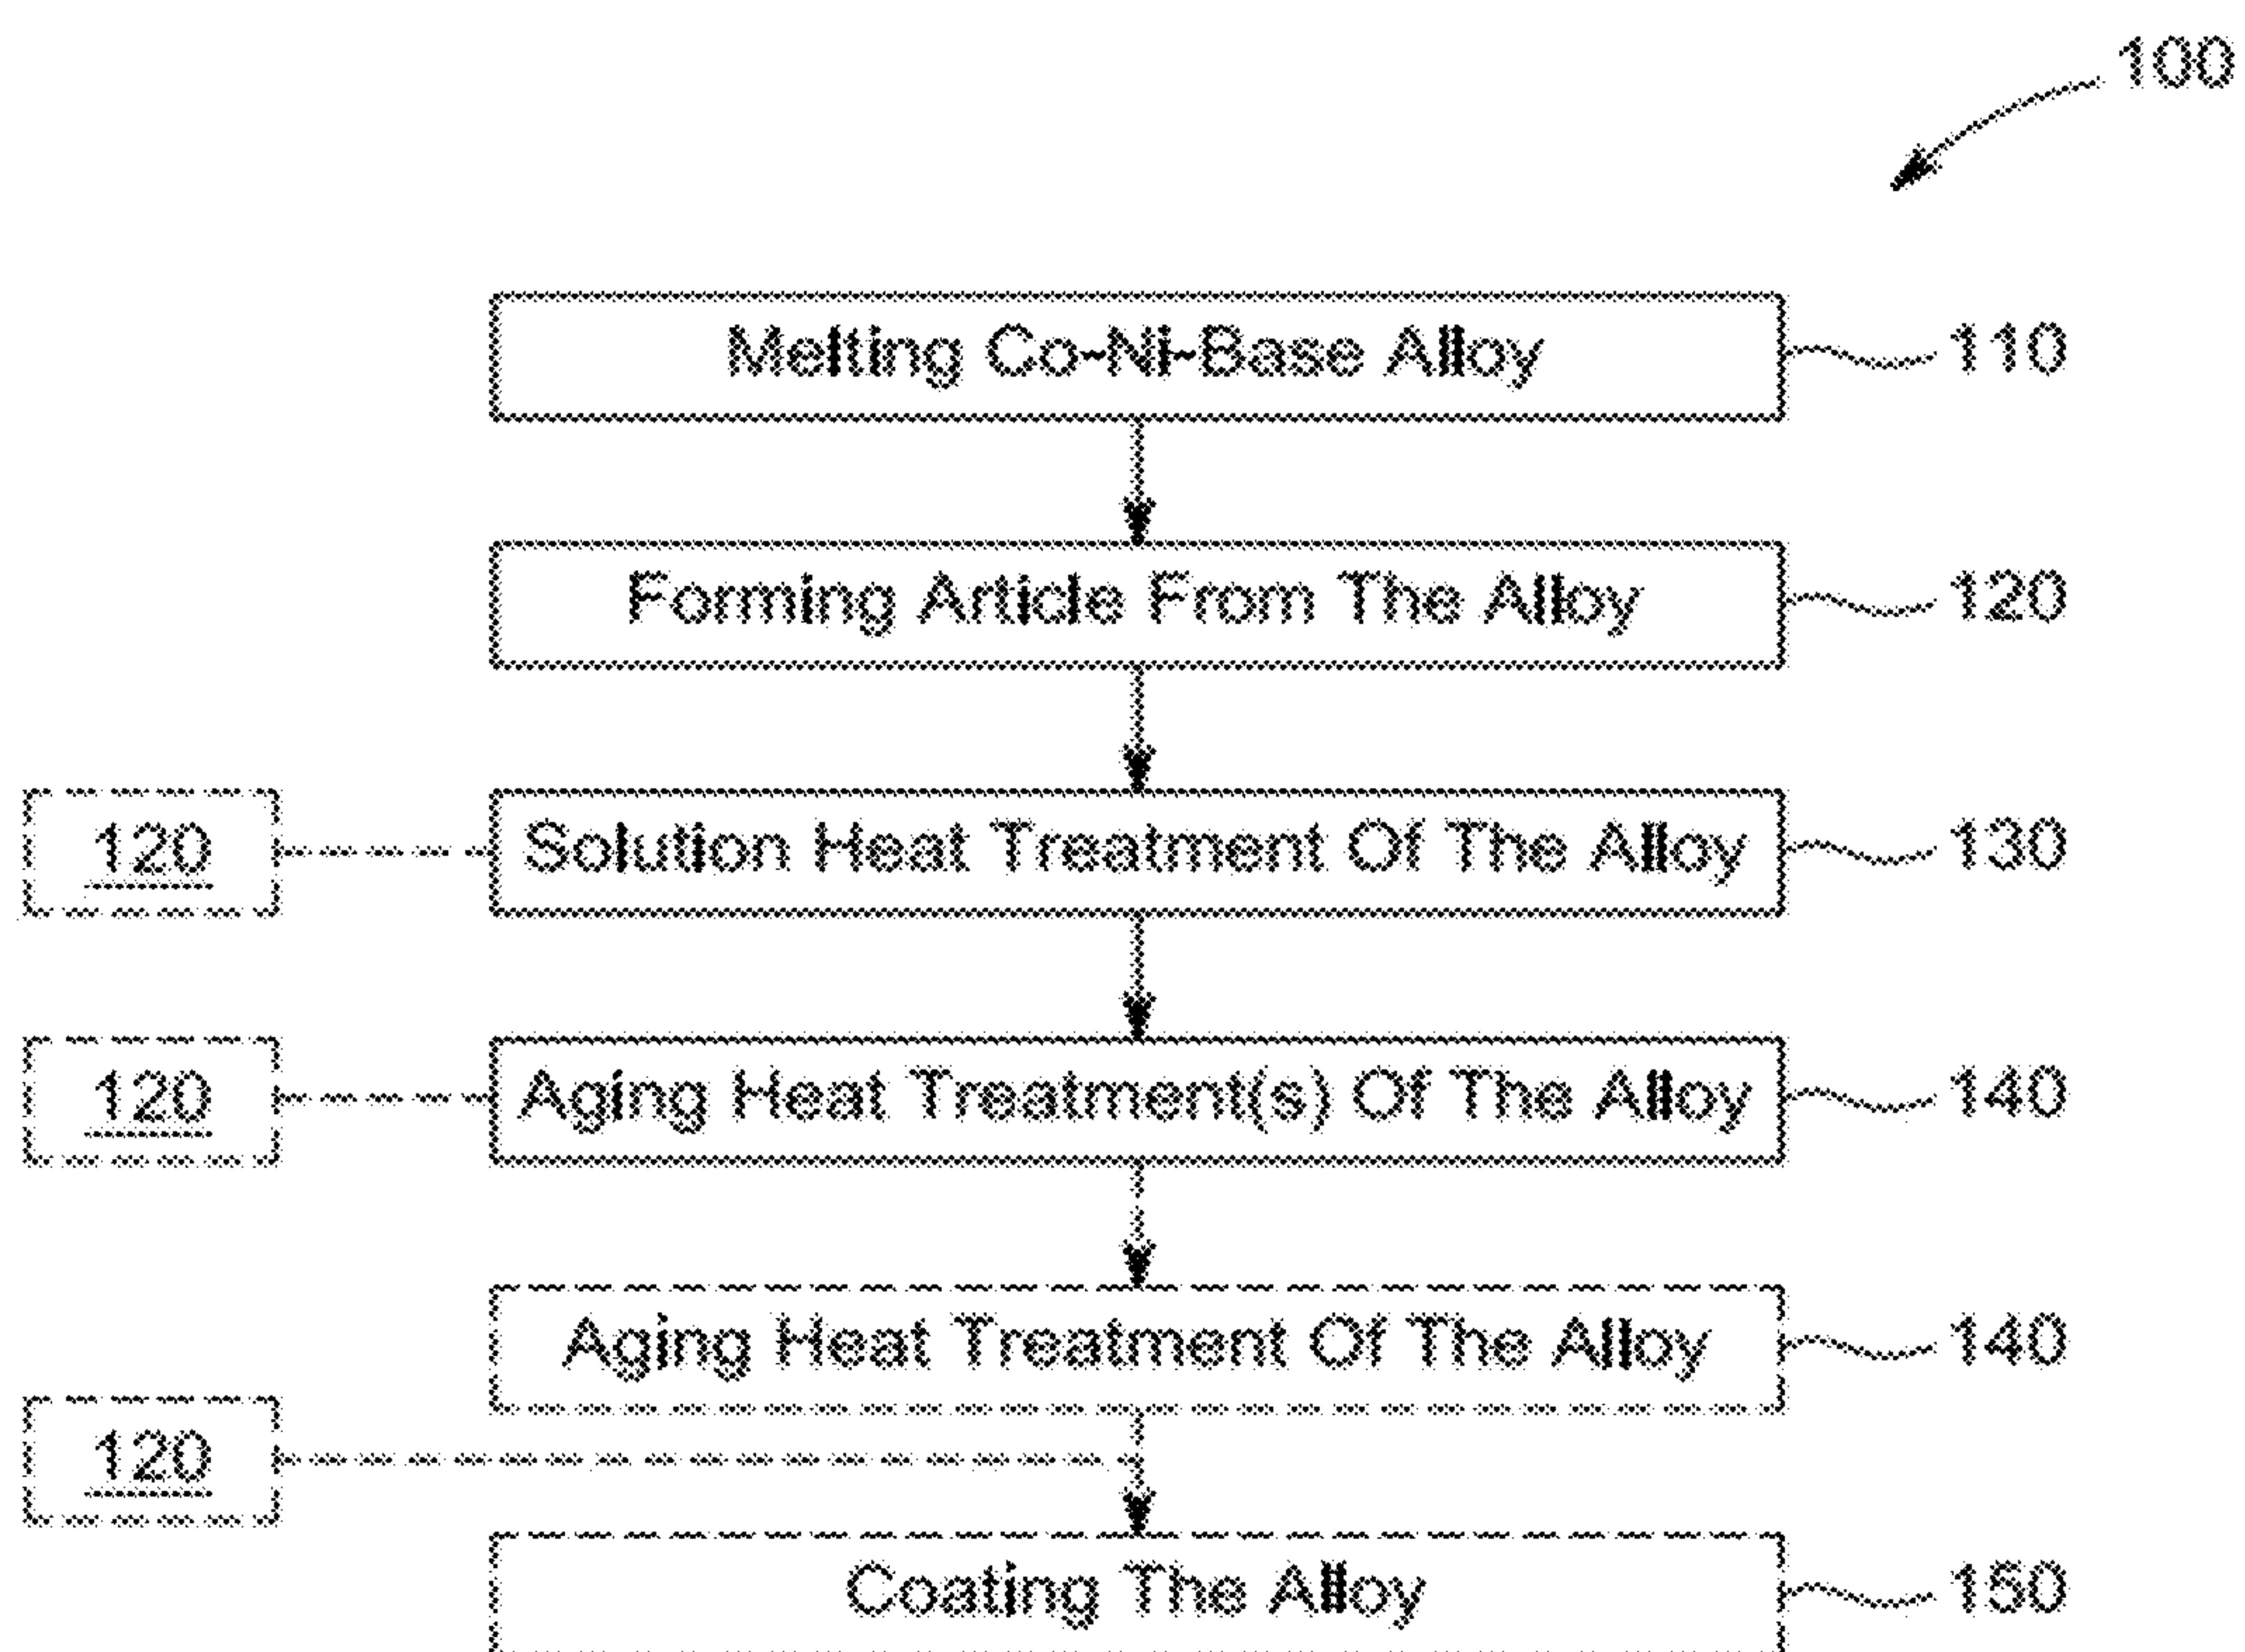 100
Melting Co-Ni-Base Alloy 110
Forming Article From The Alloy 120
120 Solution Heat Treatment Of The Alloy 130
120 Aging Heat Treatment(s) Of The Alloy 140
Aging Heat Treatment Of The Alloy 140
120
Coating The Alloy 150